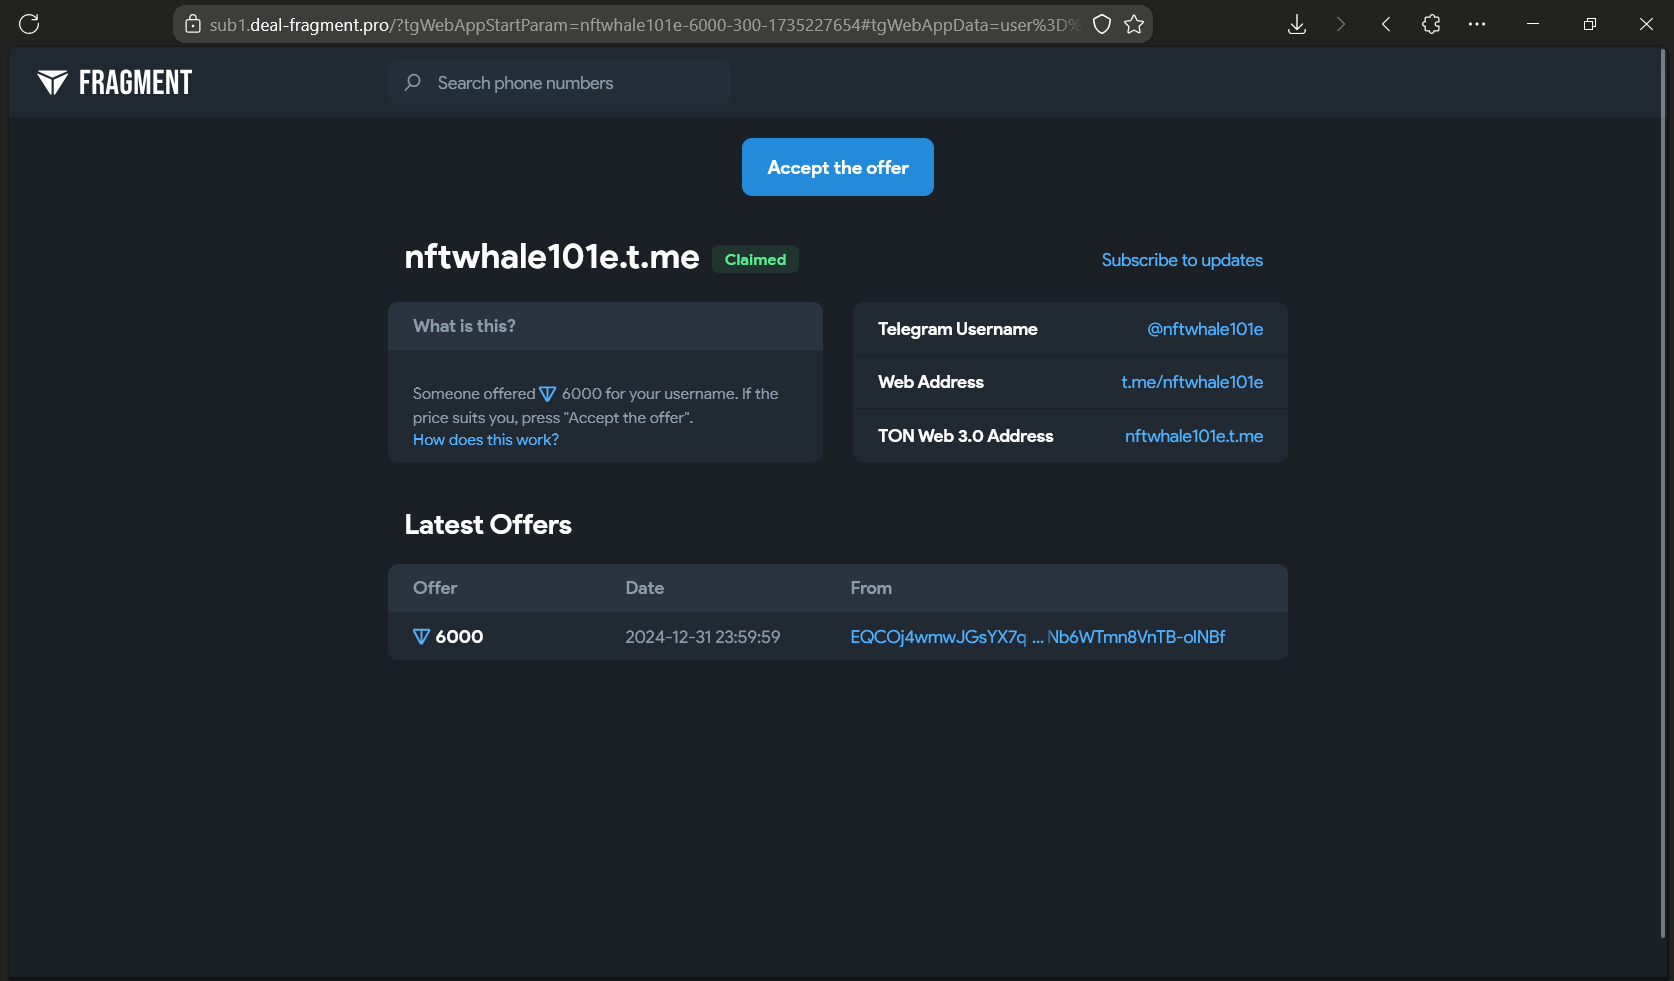 sub1.deal-fragment.pro/?tgWebAppStartParam=nftwhale101e-6000-300-1735227654#tgWebAppData=user%3D%
FRAGMENT
Search phone numbers
Accept the offer
nftwhale101e.t.me Claimed
Subscribe to updates
What is this?
Someone offered 6000 for your username. If the
price suits you, press "Accept the offer".
How does this work?
Telegram Username @nftwhale101e
Web Address t.me/nftwhale101e
TON Web 3.0 Address nftwhale101e.t.me
Latest Offers
Offer Date From
6000 2024-12-31 23:59:59 EQCOj4wmwJGsYX7q ... Nb6WTmn8VnTB-olNBf